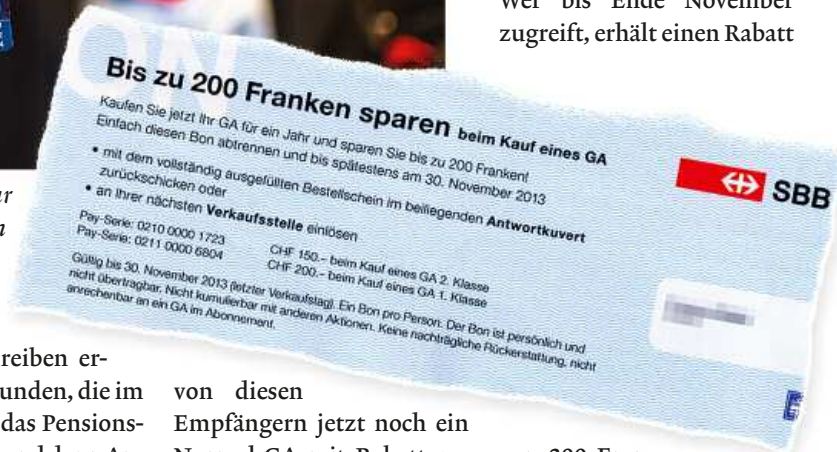 Wer bis Ende November
zugreift, erhält einen Rabatt
ON
Bis zu 200 Franken sparen beim Kauf eines GA
Kaufen Sie jetzt Ihr GA für ein Jahr und sparen Sie bis zu 200 Franken!
Einfach diesen Bon abtrennen und bis spätestens am 30. November 2013
• mit dem vollständig ausgefüllten Bestellschein im beiliegenden Antwortkuvert
zurückschicken oder
• an Ihrer nächsten Verkaufsstelle einlösen
Pay-Serie: 0210 0000 1723 CHF 150.– beim Kauf eines GA 2. Klasse
Pay-Serie: 0211 0000 6804 CHF 200.– beim Kauf eines GA 1. Klasse
Gültig bis 30. November 2013 (letzter Verkaufstag). Ein Bon pro Person. Der Bon ist persönlich und
nicht übertragbar. Nicht kumulierbar mit anderen Aktionen. Keine nachträgliche Rückerstattung, nicht
anrechenbar an ein GA im Abonnement.
SBB
reiben er-
unden, die im
das Pensions-
von diesen
Empfängern jetzt noch ein